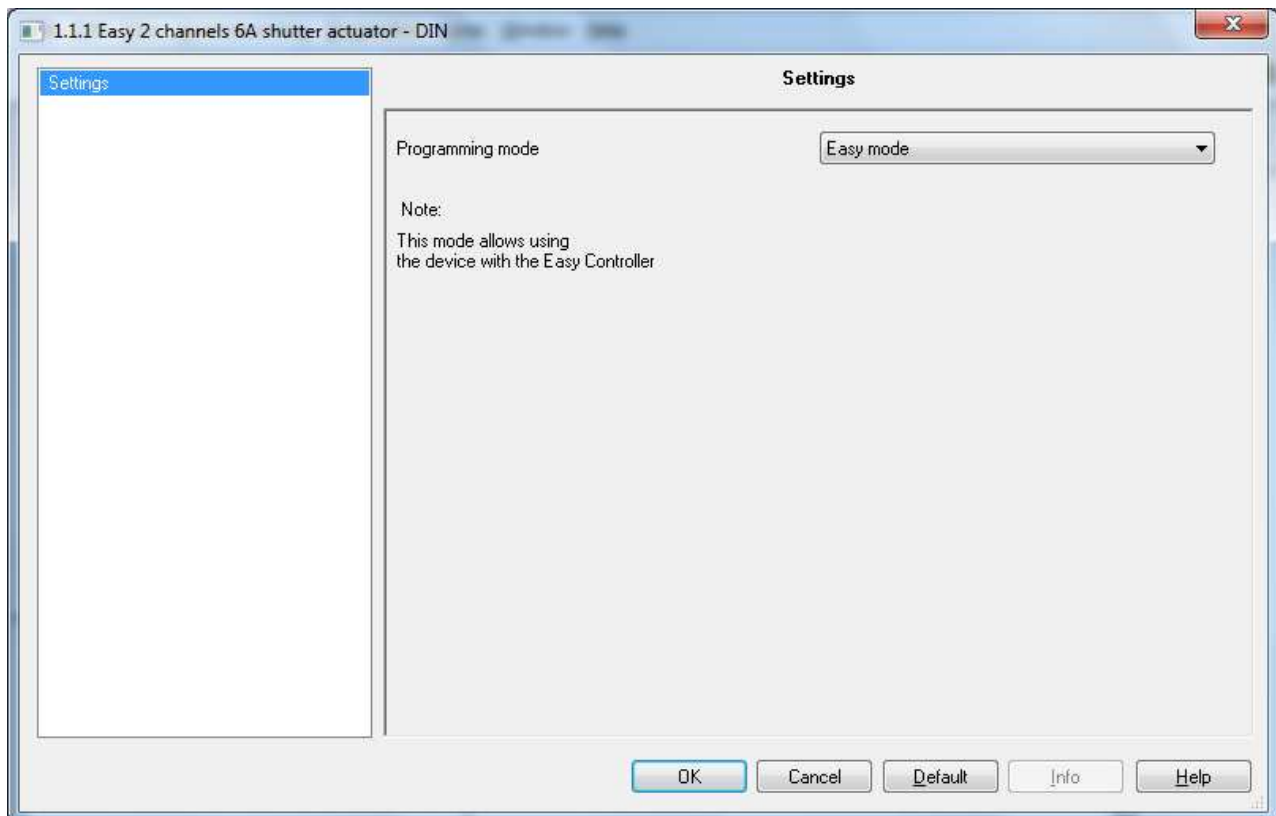 1.1.1 Easy 2 channels 6A shutter actuator - DIN
Settings
Settings
Programming mode
Easy mode
Note:
This mode allows using
the device with the Easy Controller
OK
Cancel
Default
Info
Help